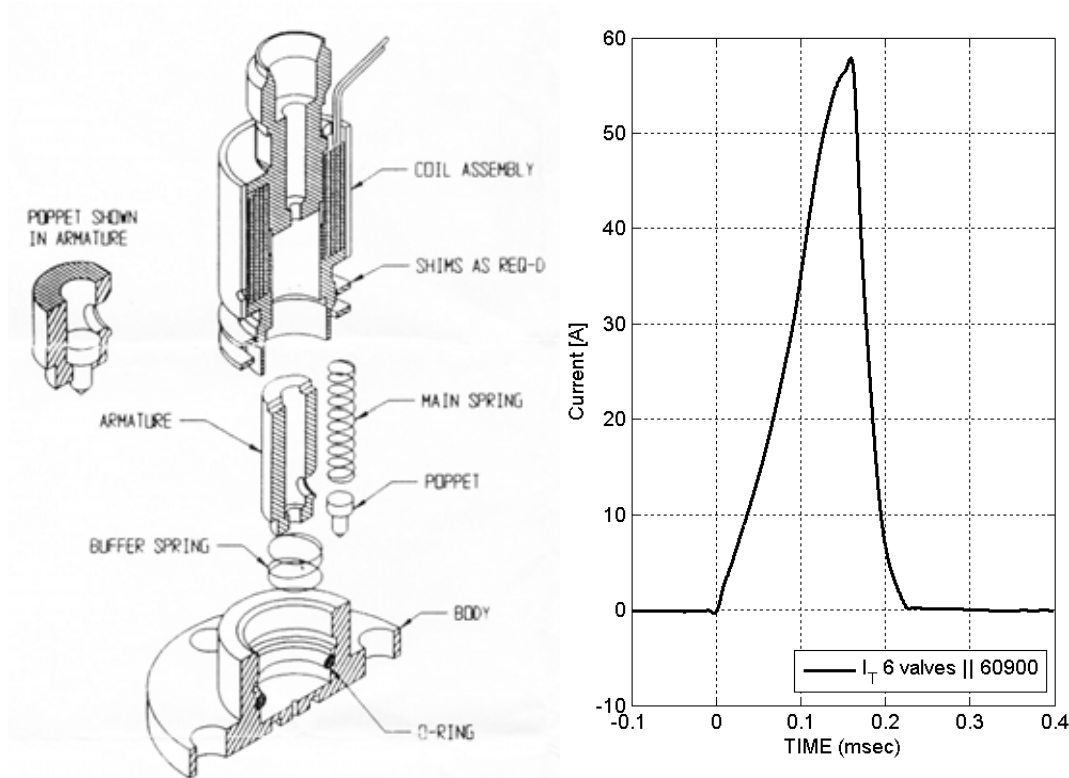 COIL ASSEMBLY
POPPET SHOWN
IN ARMATURE
SHIMS AS REQ-D
ARMATURE
MAIN SPRING
POPPET
BUFFER SPRING
BODY
O-RING
60
50
40
30
20
10
0
-10
Current [A]
-0.1
0
0.1
0.2
0.3
0.4
TIME (msec)
I_T 6 valves || 60900